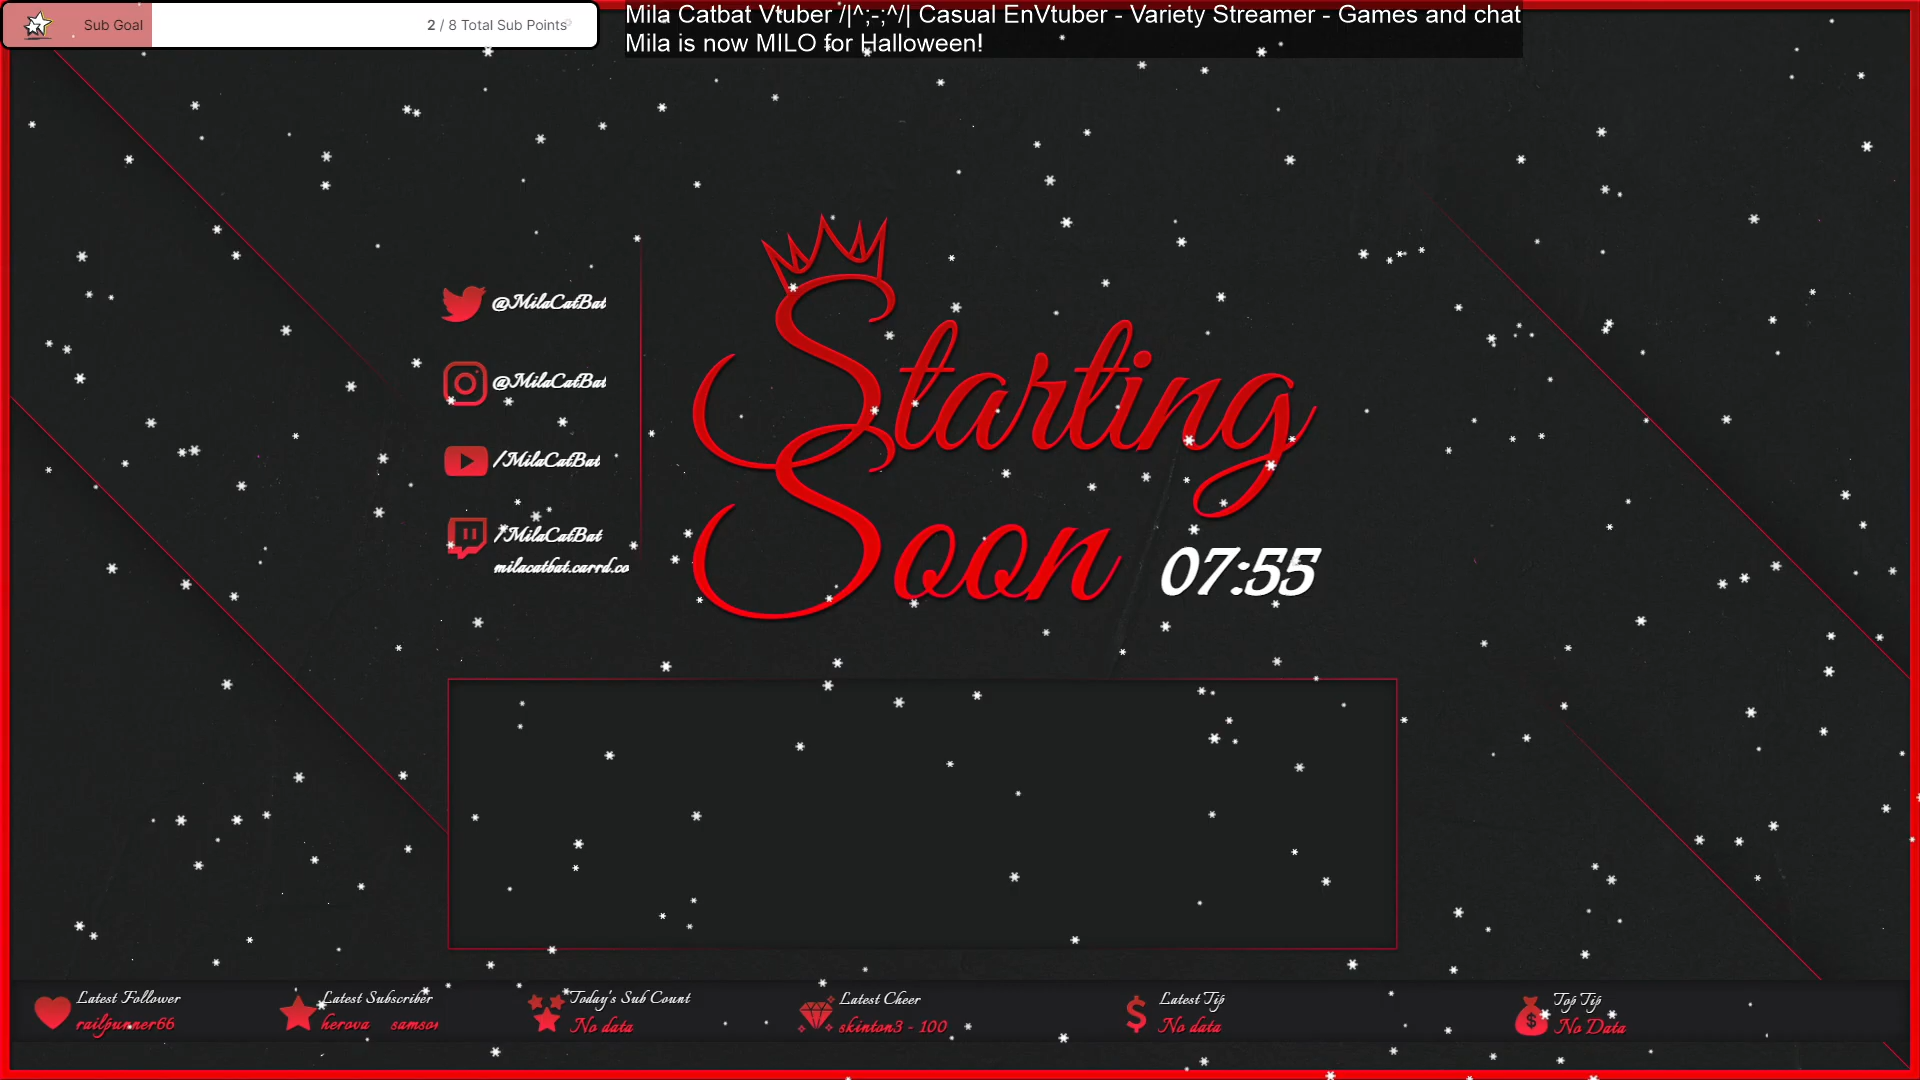 Sub Goal
2 / 8 Total Sub Points
Mila Catbat Vtuber /|^;-;^/| Casual EnVtuber - Variety Streamer - Games and chat
Mila is now MILO for Halloween!
@MilaCatBat
@MilaCatBat
/MilaCatBat
/MilaCatBat
milacatbat.carrd.co
Starting
Soon
07:55
Latest Follower
railpunner66
Latest Subscriber
herova
Today's Sub Count
No data
Latest Cheer
skinton3 - 100
Latest Tip
No data
Top Tip
No Data